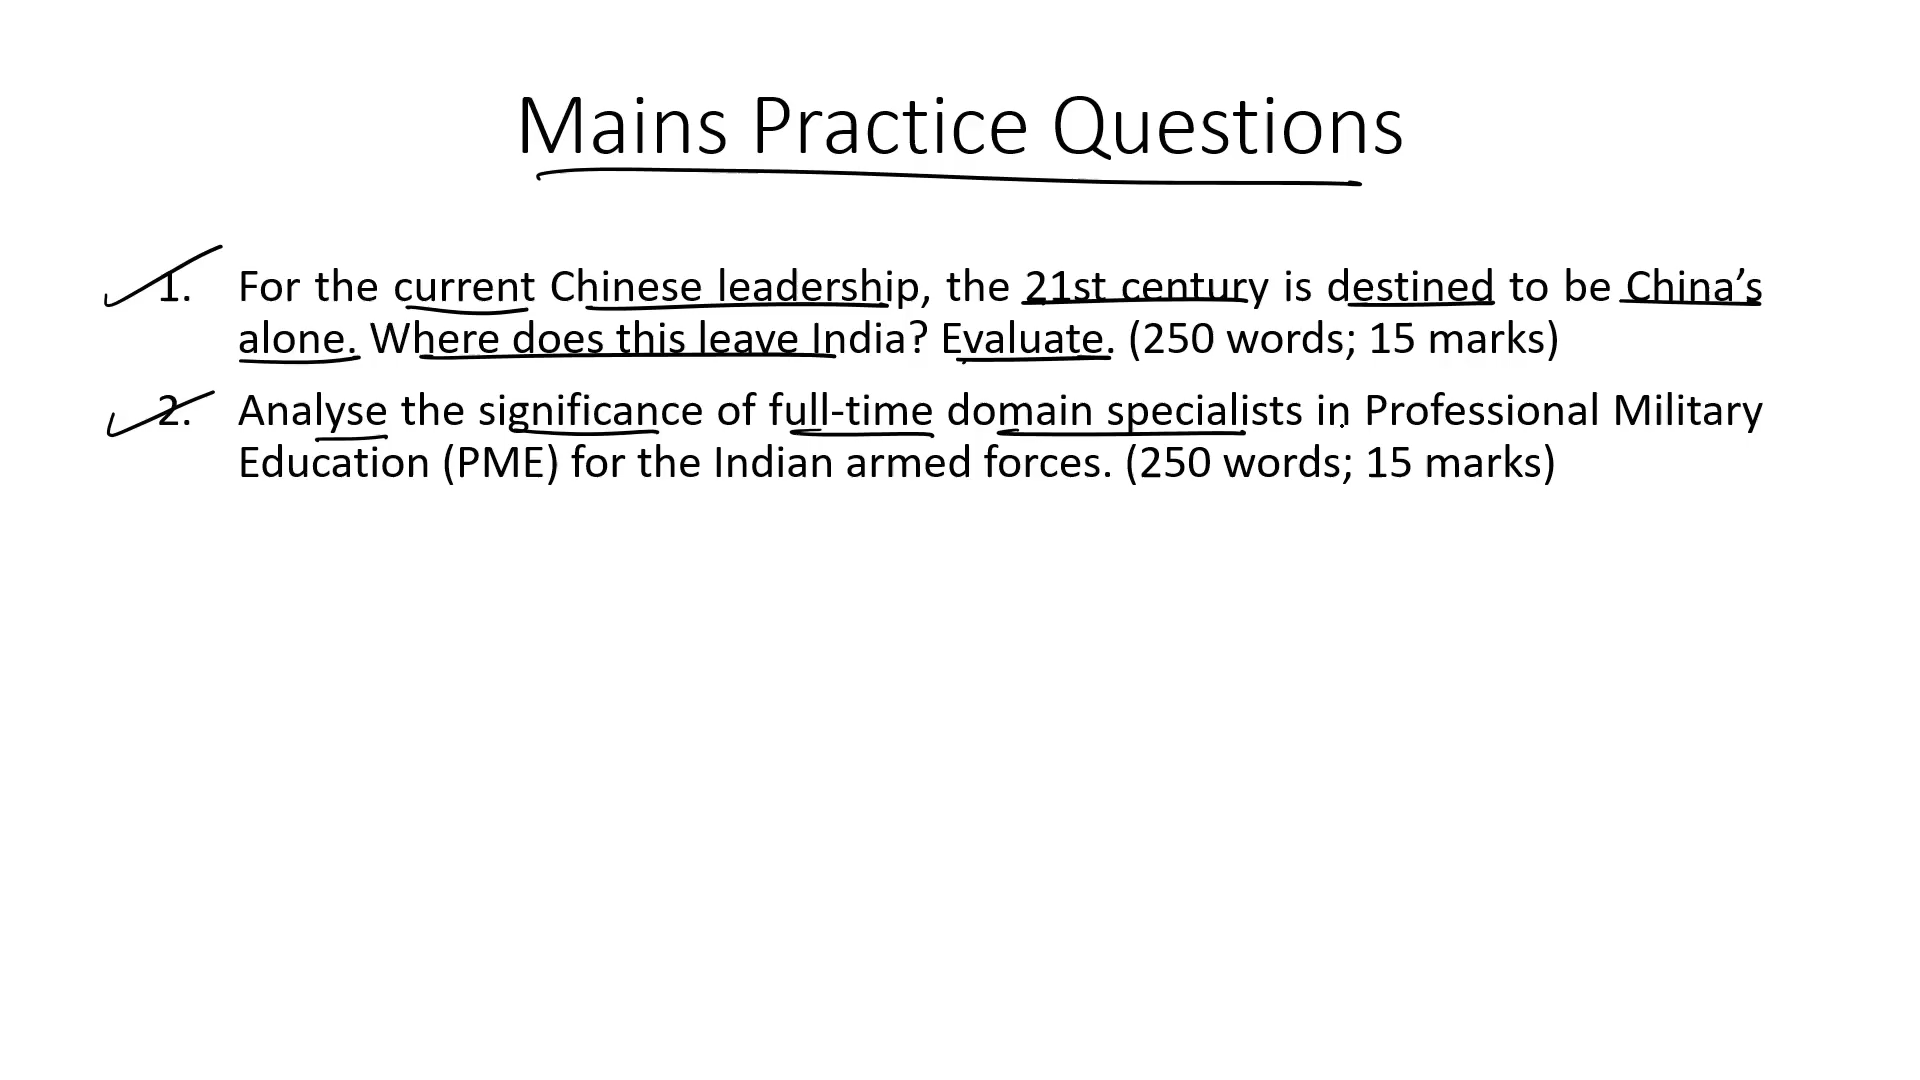 Mains Practice Questions
1. For the current Chinese leadership, the 21st century is destined to be China’s
alone. Where does this leave India? Evaluate. (250 words; 15 marks)
2. Analyse the significance of full-time domain specialists in Professional Military
Education (PME) for the Indian armed forces. (250 words; 15 marks)